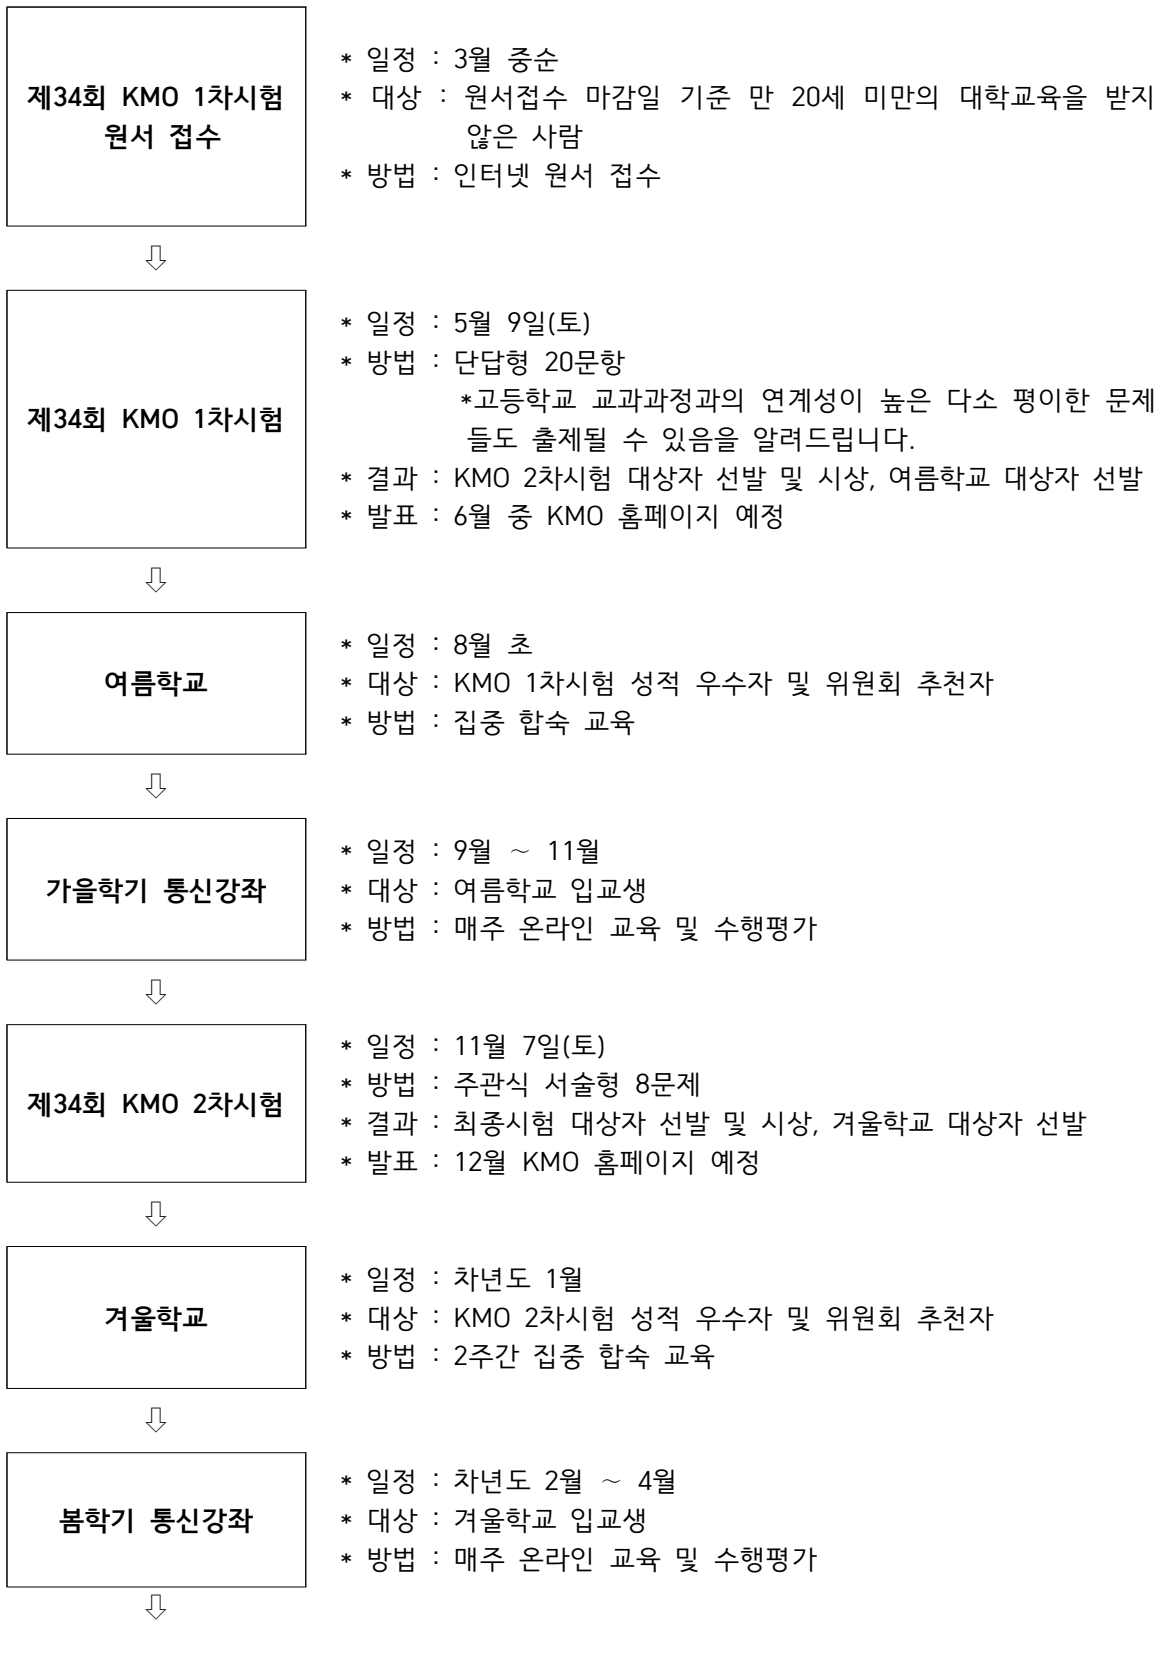 제34회 KMO 1차시험
원서 접수
* 일정 : 3월 중순
* 대상 : 원서접수 마감일 기준 만 20세 미만의 대학교육을 받지
않은 사람
* 방법 : 인터넷 원서 접수
⇩
제34회 KMO 1차시험
* 일정 : 5월 9일(토)
* 방법 : 단답형 20문항
*고등학교 교과과정과의 연계성이 높은 다소 평이한 문제
들도 출제될 수 있음을 알려드립니다.
* 결과 : KMO 2차시험 대상자 선발 및 시상, 여름학교 대상자 선발
* 발표 : 6월 중 KMO 홈페이지 예정
⇩
여름학교
* 일정 : 8월 초
* 대상 : KMO 1차시험 성적 우수자 및 위원회 추천자
* 방법 : 집중 합숙 교육
⇩
가을학기 통신강좌
* 일정 : 9월 ～ 11월
* 대상 : 여름학교 입교생
* 방법 : 매주 온라인 교육 및 수행평가
⇩
제34회 KMO 2차시험
* 일정 : 11월 7일(토)
* 방법 : 주관식 서술형 8문제
* 결과 : 최종시험 대상자 선발 및 시상, 겨울학교 대상자 선발
* 발표 : 12월 KMO 홈페이지 예정
⇩
겨울학교
* 일정 : 차년도 1월
* 대상 : KMO 2차시험 성적 우수자 및 위원회 추천자
* 방법 : 2주간 집중 합숙 교육
⇩
봄학기 통신강좌
* 일정 : 차년도 2월 ～ 4월
* 대상 : 겨울학교 입교생
* 방법 : 매주 온라인 교육 및 수행평가
⇩